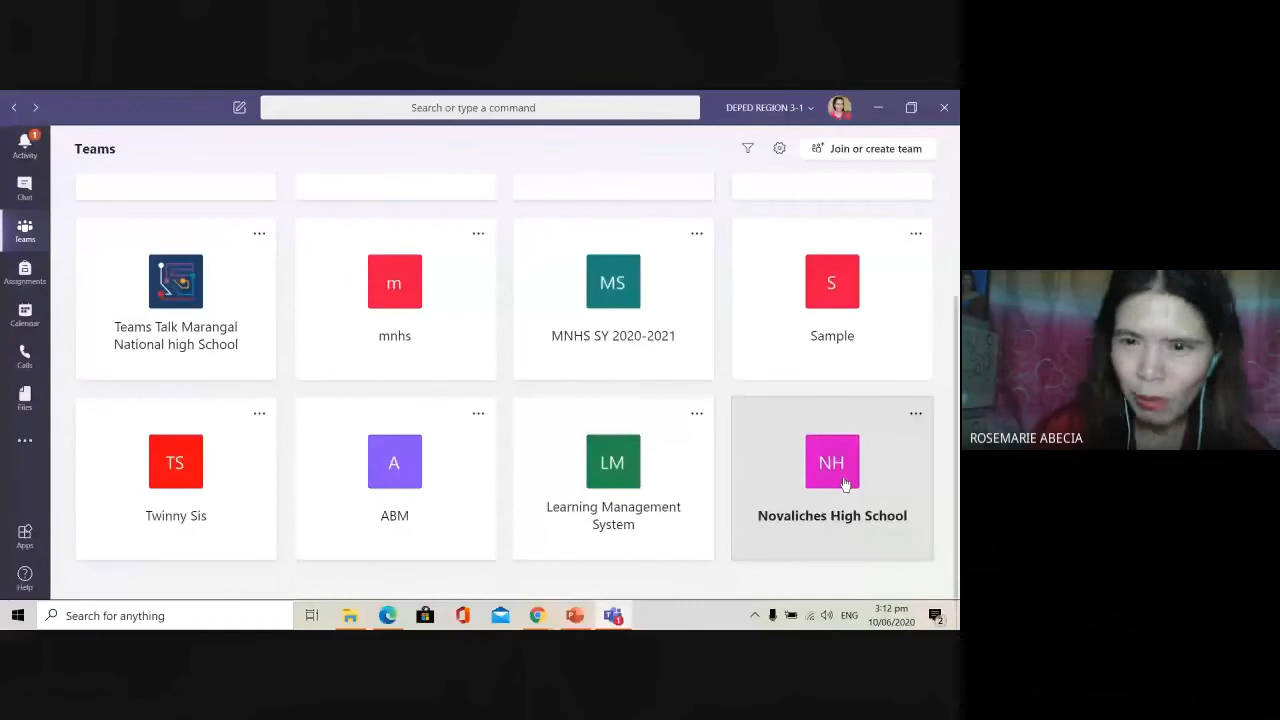 Search or type a command
DEPED REGION 3-1
Activity
1
Chat
Teams
Assignments
Calendar
Calls
Files
Apps
Help
Teams
Join or create team
Teams Talk Marangal
National high School
m
mnhs
MS
MNHS SY 2020-2021
S
Sample
TS
Twinny Sis
A
ABM
LM
Learning Management
System
NH
Novaliches High School
ROSEMARIE ABECIA
Search for anything
1
ENG
3:12 pm
10/06/2020
2